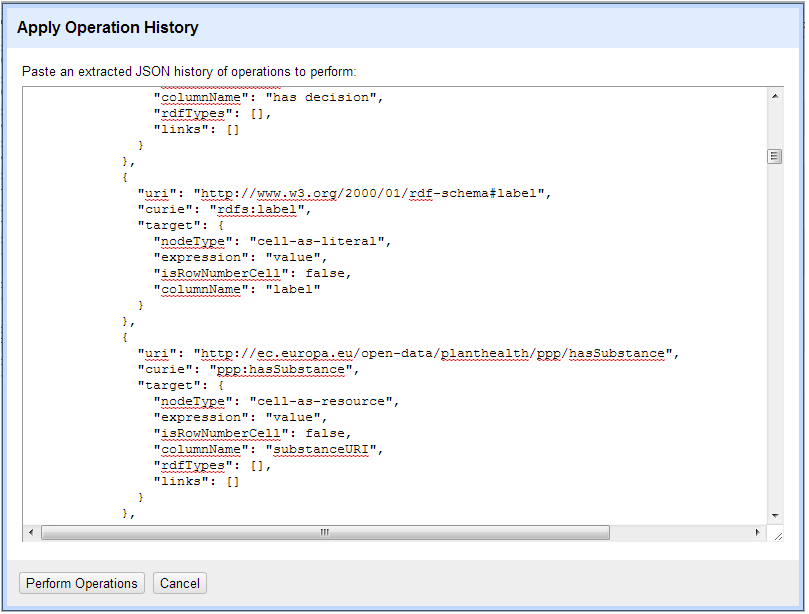 Apply Operation History
Paste an extracted JSON history of operations to perform:
"columnName": "has decision",
"rdfTypes": [],
"links": []
}
},
{
"uri": "http://www.w3.org/2000/01/rdf-schema#label",
"curie": "rdfs:label",
"target": {
"nodeType": "cell-as-literal",
"expression": "value",
"isRowNumberCell": false,
"columnName": "label"
}
},
{
"uri": "http://ec.europa.eu/open-data/planthealth/ppp/hasSubstance",
"curie": "ppp:hasSubstance",
"target": {
"nodeType": "cell-as-resource",
"expression": "value",
"isRowNumberCell": false,
"columnName": "substanceURI",
"rdfTypes": [],
"links": []
}
},
Perform Operations
Cancel